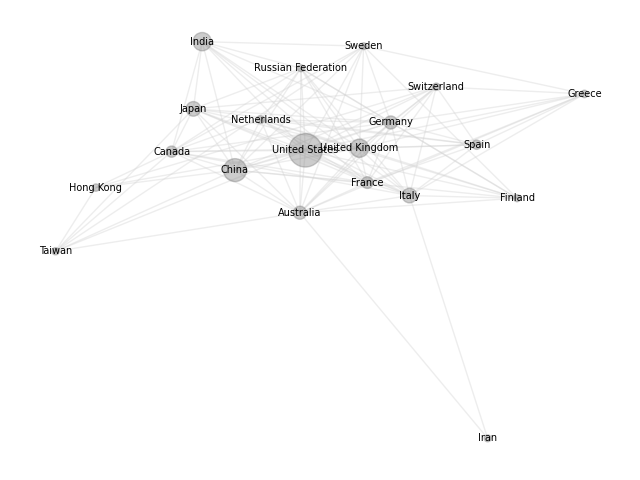 India
Sweden
Russian Federation
Switzerland
Greece
Japan
Netherlands
Germany
Canada
United States
United Kingdom
Spain
China
France
Hong Kong
Italy
Finland
Australia
Taiwan
Iran